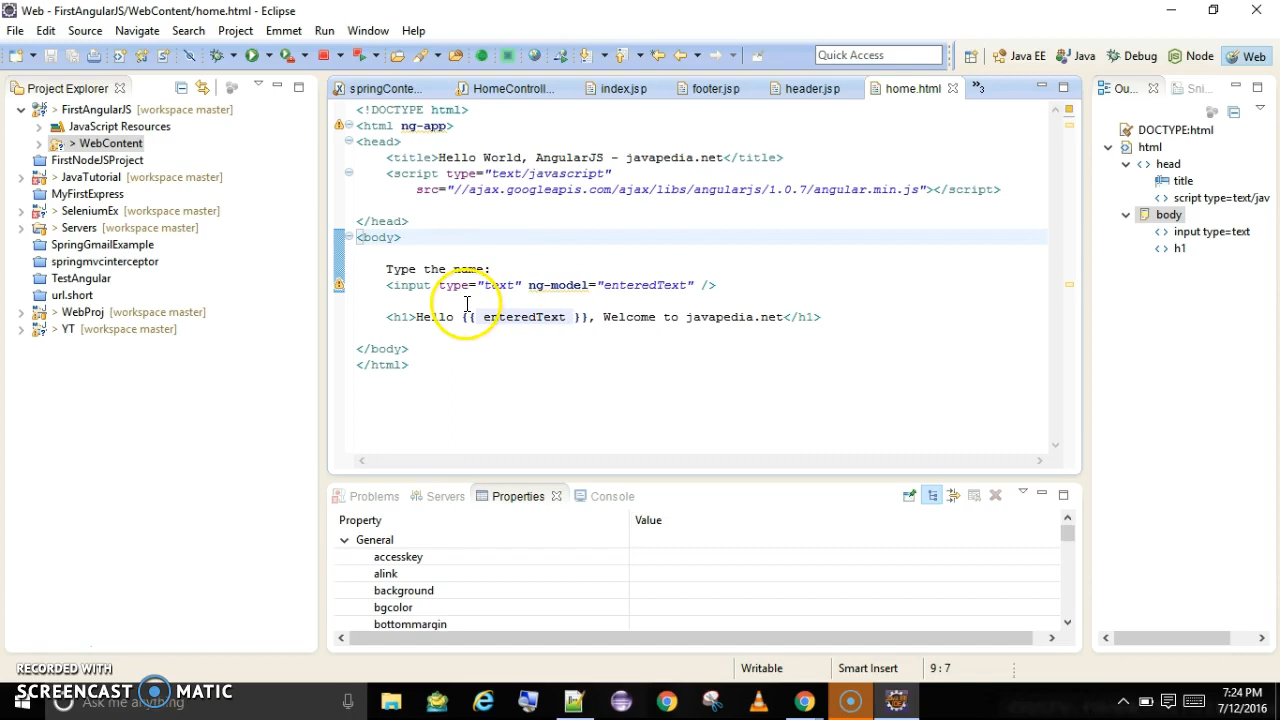 Web - FirstAngularJS/WebContent/home.html - Eclipse
File Edit Source Navigate Search Project Emmet Run Window Help
Quick Access
Java EE Java Debug Node Web
Project Explorer
FirstAngularJS [workspace master]
JavaScript Resources
> WebContent
FirstNodeJSProject
> JavaTutorial [workspace master]
MyFirstExpress
> SeleniumEx [workspace master]
> Servers [workspace master]
SpringGmailExample
springmvcinterceptor
TestAngular
url.short
> WebProj [workspace master]
> YT [workspace master]
springConte... HomeControll... index.jsp footer.jsp header.jsp home.html »3
<!DOCTYPE html>
<html ng-app>
<head>
<title>Hello World, AngularJS - javapedia.net</title>
<script type="text/javascript"
src="//ajax.googleapis.com/ajax/libs/angularjs/1.0.7/angular.min.js"></script>
</head>
<body>
Type the name:
<input type="text" ng-model="enteredText" />
<h1>Hello {{ enteredText }}, Welcome to javapedia.net</h1>
</body>
</html>
Ou... Sni...
DOCTYPE:html
html
head
title
script type=text/jav
body
input type=text
h1
Problems Servers Properties Console
Property Value
General
accesskey
alink
background
bgcolor
bottommargin
Writable Smart Insert 9 : 7
RECORDED WITH
SCREENCAST MATIC
Ask me anything
7:24 PM
7/12/2016